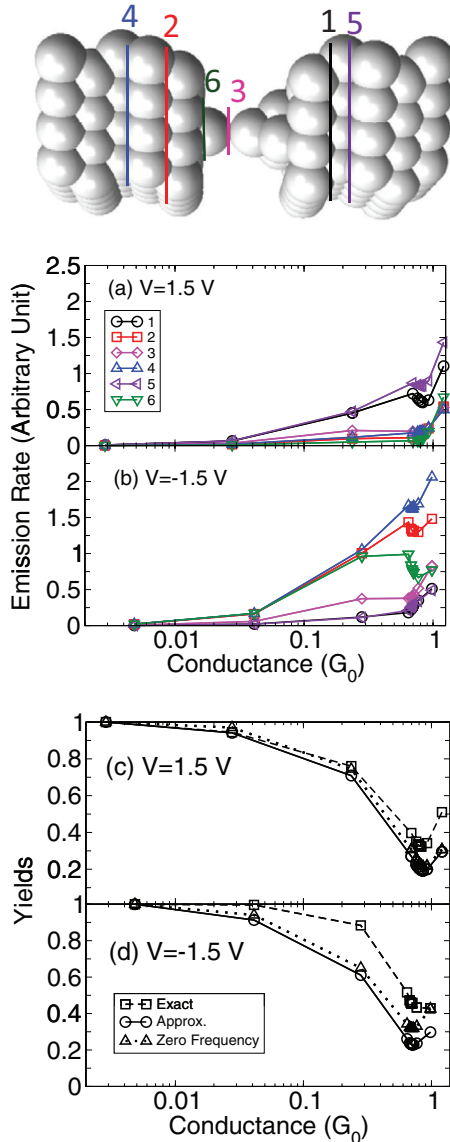 4 2 6 3 1 5
2.5
(a) V=1.5 V
2
1
2
3
4
5
6
1.5
1
0.5
0
(b) V=-1.5 V
2
1.5
1
0.5
0
Emission Rate (Arbitrary Unit)
0.01 0.1 1
Conductance (G0)
1
0.8
(c) V=1.5 V
0.6
0.4
0.2
1
0.8
(d) V=-1.5 V
0.6
Exact
Approx.
Zero Frequency
0.4
0.2
0
Yields
0.01 0.1 1
Conductance (G0)